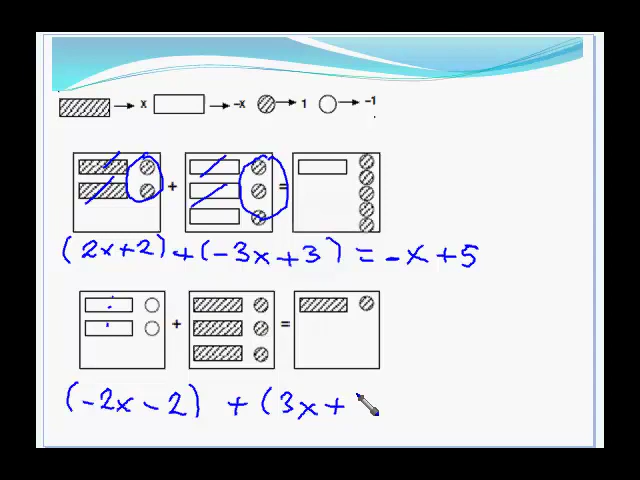 x -x 1 -1
+ =
(2x+2)+(-3x+3)=-x+5
+ =
(-2x-2) + (3x+